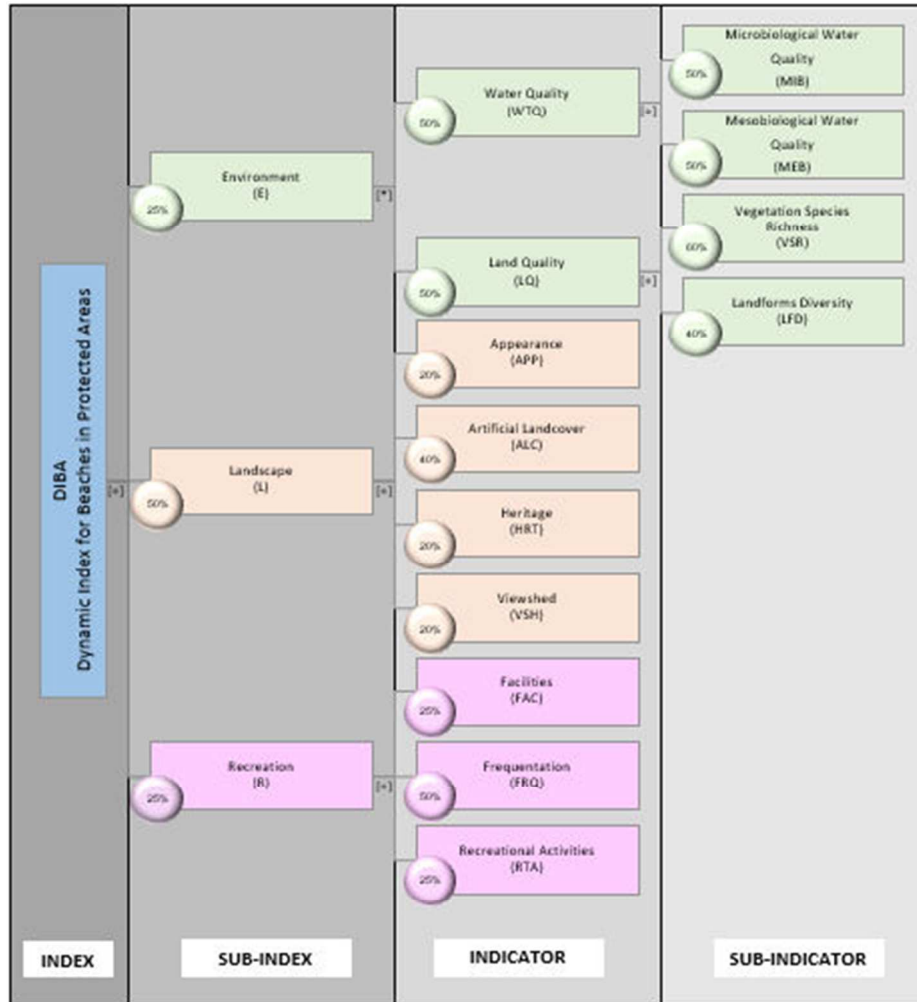 DIBA
Dynamic Index for Beaches in Protected Areas
[+]
Environment
(E)
25%
[*]
Landscape
(L)
50%
[+]
Recreation
(R)
25%
[+]
Water Quality
(WTQ)
50%
[+]
Land Quality
(LQ)
50%
[+]
Appearance
(APP)
20%
Artificial Landcover
(ALC)
40%
Heritage
(HRT)
20%
Viewshed
(VSH)
20%
Facilities
(FAC)
25%
Frequentation
(FRQ)
50%
Recreational Activities
(RTA)
25%
Microbiological Water
Quality
(MIB)
50%
Mesobiological Water
Quality
(MEB)
50%
Vegetation Species
Richness
(VSR)
60%
Landforms Diversity
(LFD)
40%
INDEX
SUB-INDEX
INDICATOR
SUB-INDICATOR